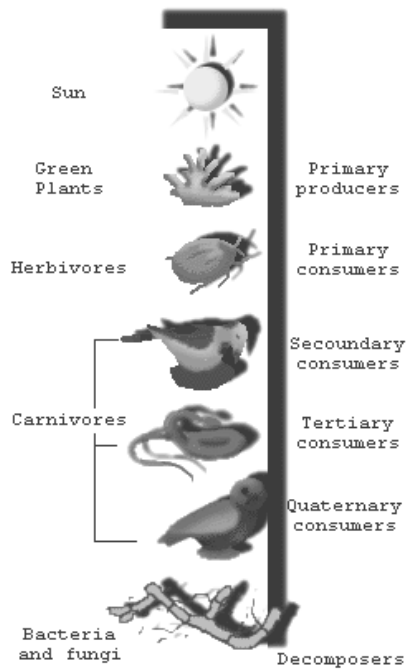 Sun
Green
Plants
Primary
producers
Herbivores
Primary
consumers
Secoundary
consumers
Carnivores
Tertiary
consumers
Quaternary
consumers
Bacteria
and fungi
Decomposers